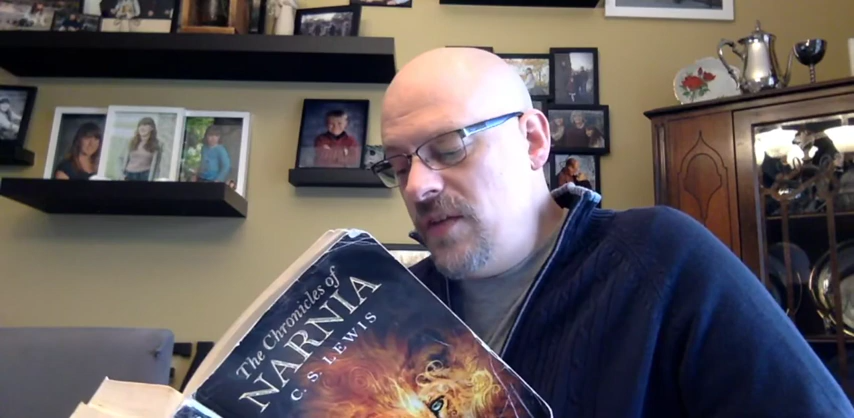 The Chronicles of
NARNIA
C. S. LEWIS